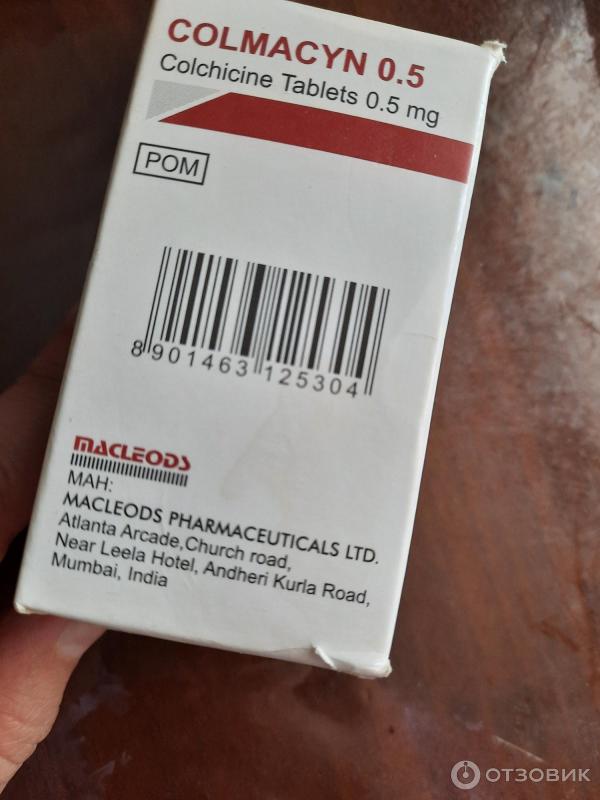 COLMACYN 0.5
Colchicine Tablets 0.5 mg
POM
8 901463 125304
MACLEODS
MAH:
MACLEODS PHARMACEUTICALS LTD.
Atlanta Arcade,Church road,
Near Leela Hotel, Andheri Kurla Road,
Mumbai, India
ОТЗОВИК